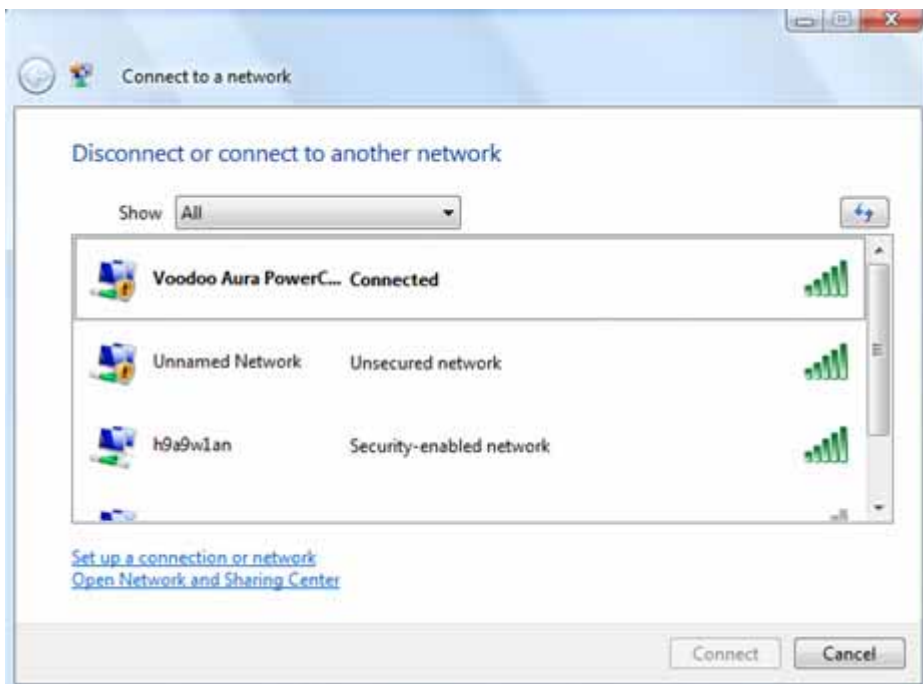 Connect to a network
Disconnect or connect to another network
Show All
Voodoo Aura PowerC... Connected
Unnamed Network Unsecured network
h9a9w1an Security-enabled network
Set up a connection or network
Open Network and Sharing Center
Connect Cancel